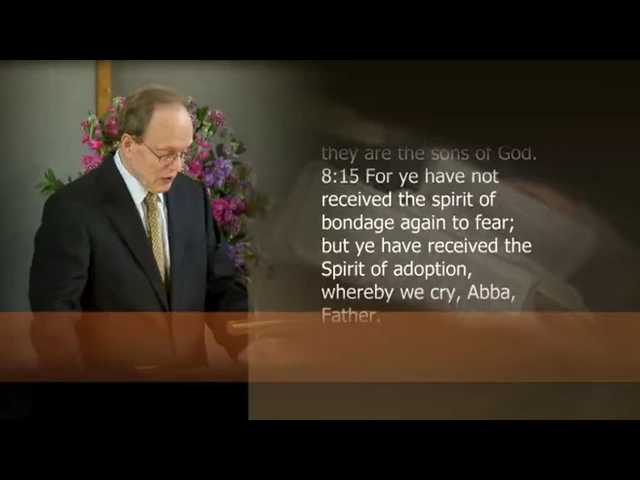 they are the sons of God.
8:15 For ye have not
received the spirit of
bondage again to fear;
but ye have received the
Spirit of adoption,
whereby we cry, Abba,
Father.